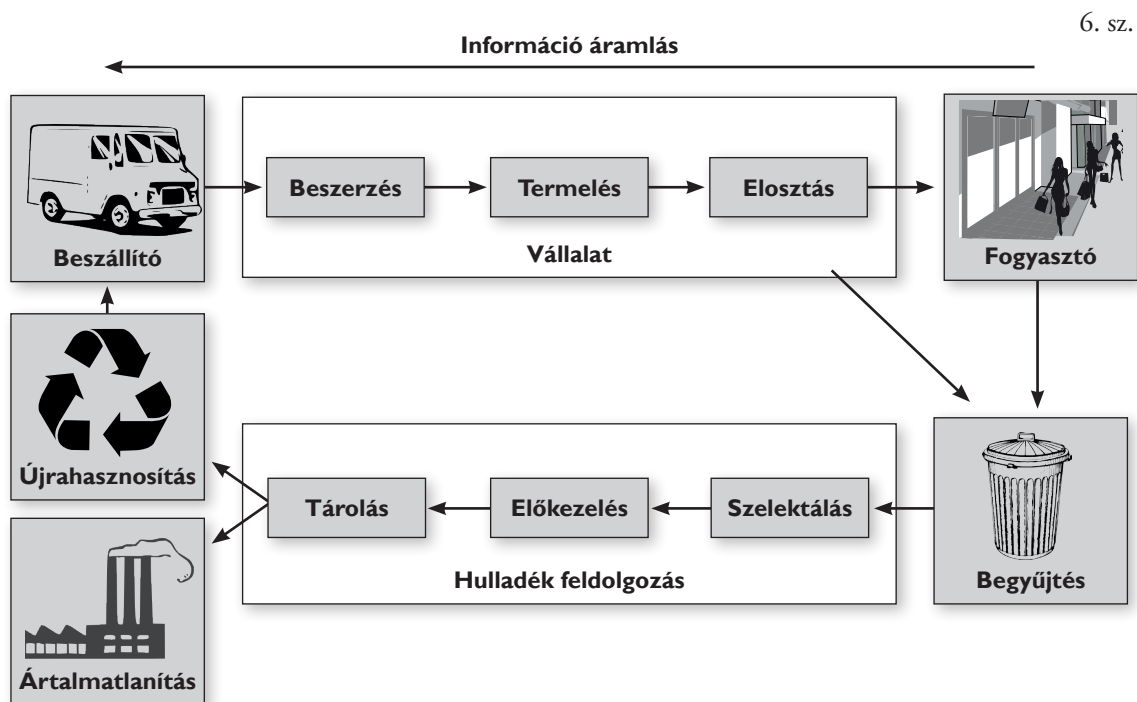 6. sz.
Információ áramlás
Beszállító
Beszerzés
Termelés
Elosztás
Vállalat
Fogyasztó
Újrahasznosítás
Tárolás
Előkezelés
Szelektálás
Hulladék feldolgozás
Begyűjtés
Ártalmatlanítás